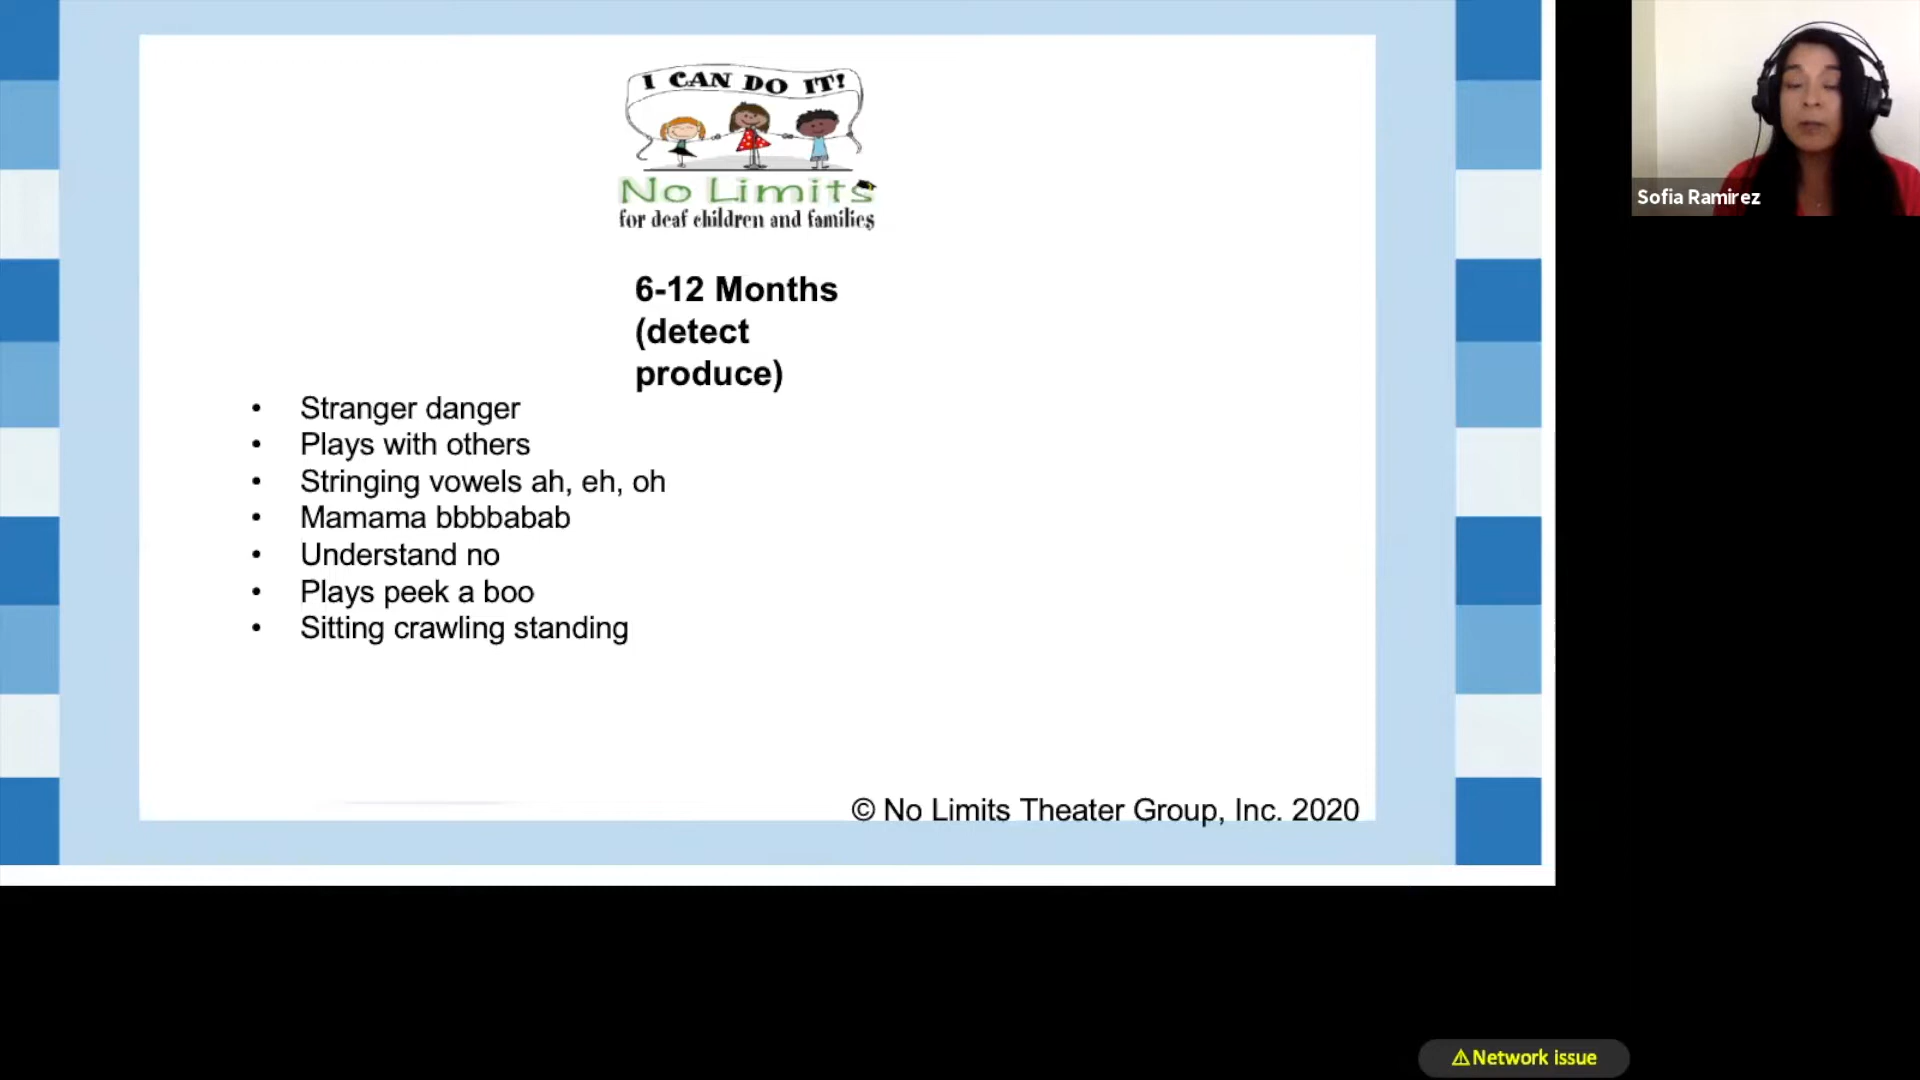 I CAN DO IT!
No Limits
for deaf children and families
6-12 Months
(detect
produce)
• Stranger danger
• Plays with others
• Stringing vowels ah, eh, oh
• Mamama bbbbabab
• Understand no
• Plays peek a boo
• Sitting crawling standing
© No Limits Theater Group, Inc. 2020
Sofia Ramirez
Network issue